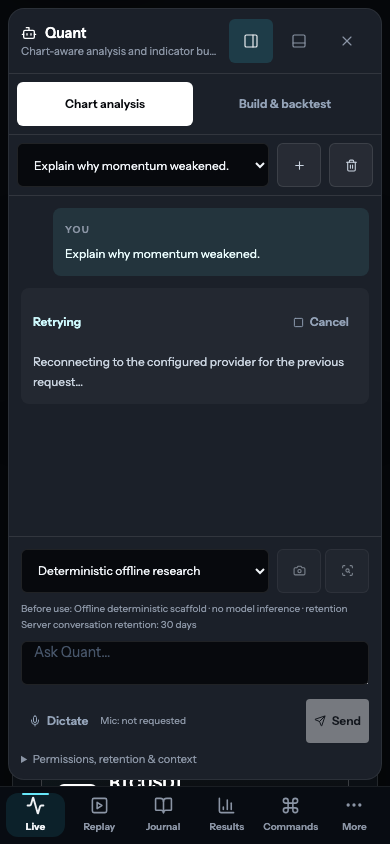 Quant
Chart-aware analysis and indicator bu...
Chart analysis
Build & backtest
Explain why momentum weakened.
YOU
Explain why momentum weakened.
Retrying
Cancel
Reconnecting to the configured provider for the previous
request...
Deterministic offline research
Before use: Offline deterministic scaffold · no model inference · retention
Server conversation retention: 30 days
Ask Quant...
Dictate
Mic: not requested
Send
Permissions, retention & context
BTCUSDT
Live
Replay
Journal
Results
Commands
More